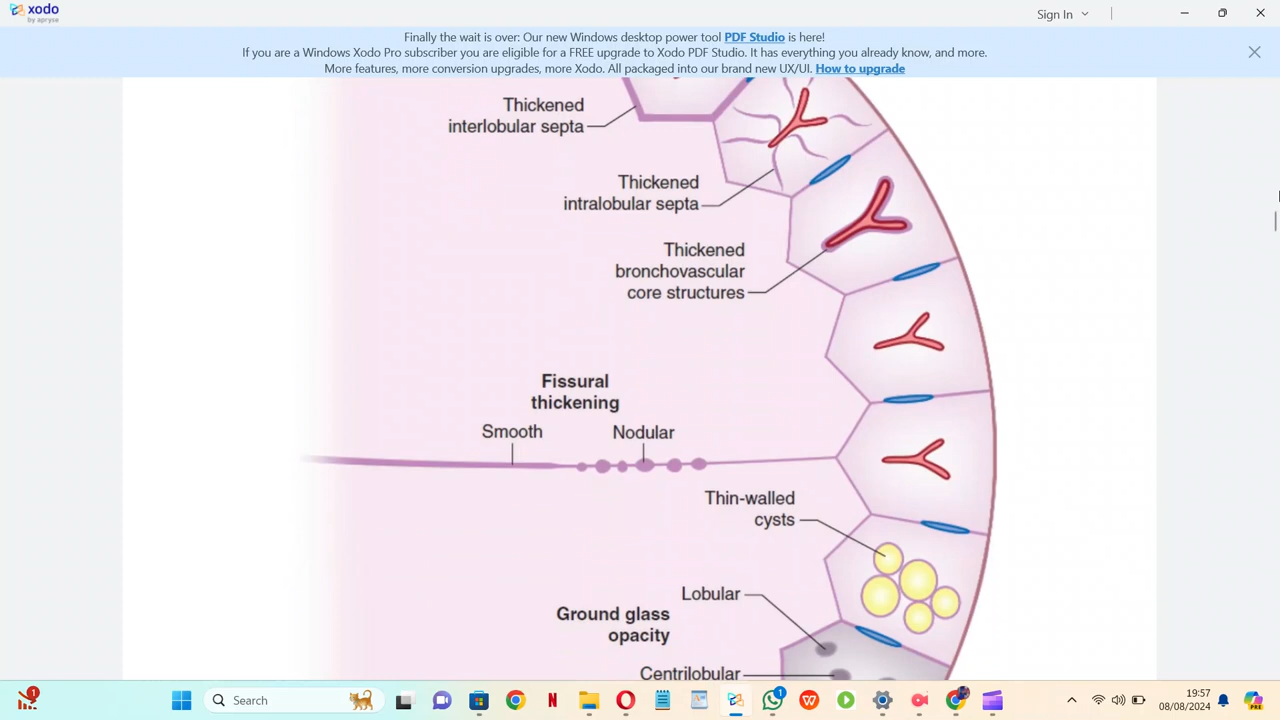 xodo
by apryse
Sign In
Finally the wait is over: Our new Windows desktop power tool PDF Studio is here!
If you are a Windows Xodo Pro subscriber you are eligible for a FREE upgrade to Xodo PDF Studio. It has everything you already know, and more.
More features, more conversion upgrades, more Xodo. All packaged into our brand new UX/UI. How to upgrade
Thickened
interlobular septa
Thickened
intralobular septa
Thickened
bronchovascular
core structures
Fissural
thickening
Smooth Nodular
Thin-walled
cysts
Lobular
Ground glass
opacity
Centrilobular
1
Search
N
1
W
19:57
08/08/2024